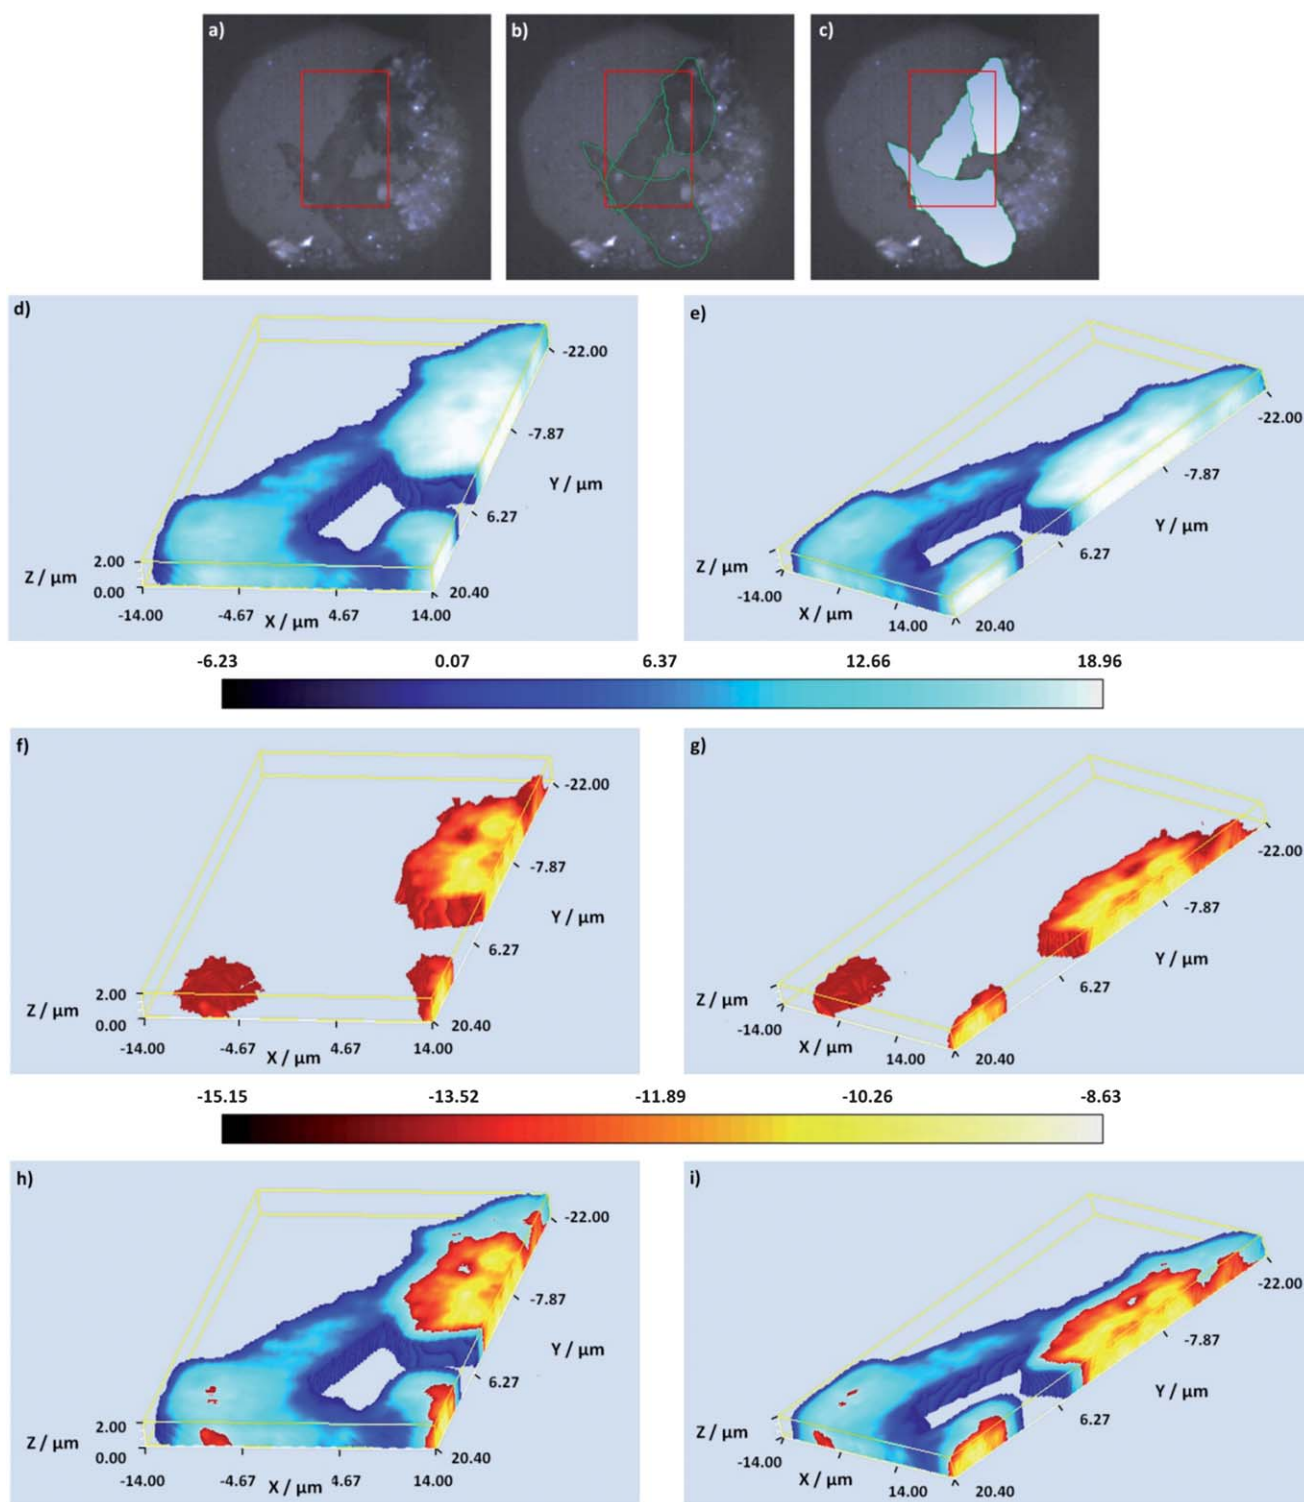 a) b) c)
d) e)
-22.00
-22.00
-7.87
-7.87
Y / µm
Y / µm
6.27
6.27
2.00
Z / µm
Z / µm
0.00
20.40
-14.00
-14.00 -4.67 4.67 14.00
X / µm
X / µm
14.00 20.40
-6.23 0.07 6.37 12.66 18.96
f) g)
-22.00
-22.00
-7.87
-7.87
Y / µm
Y / µm
6.27
6.27
2.00
Z / µm
Z / µm
0.00
20.40
-14.00
-14.00 -4.67 4.67 14.00
X / µm
X / µm
14.00 20.40
-15.15 -13.52 -11.89 -10.26 -8.63
h) i)
-22.00
-22.00
-7.87
-7.87
Y / µm
Y / µm
6.27
6.27
2.00
Z / µm
Z / µm
0.00
20.40
-14.00
-14.00 -4.67 4.67 14.00
X / µm
X / µm
14.00 20.40